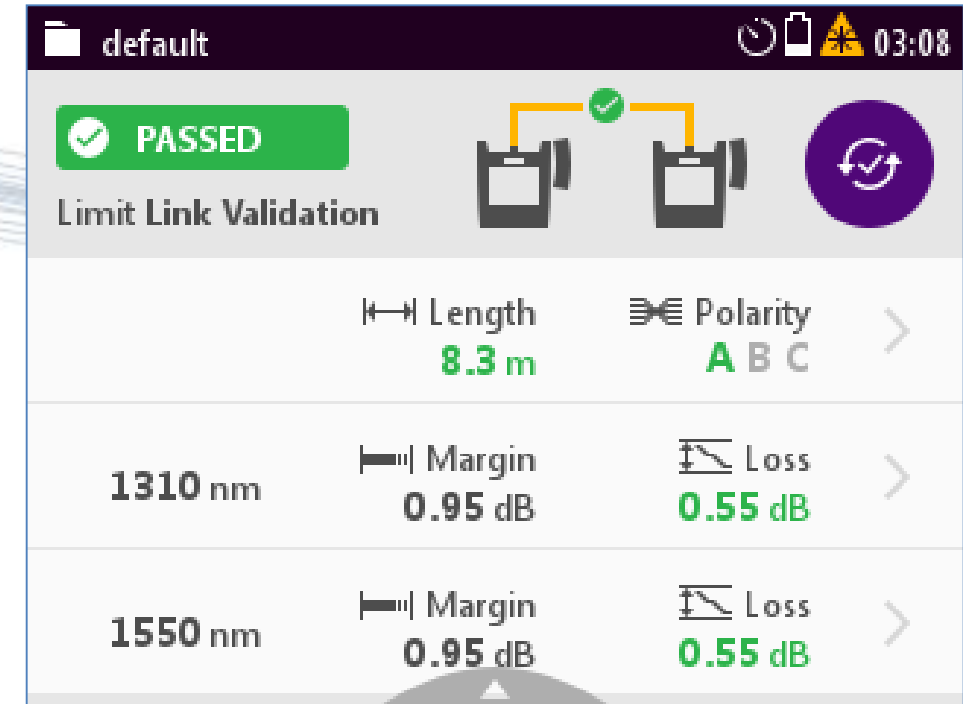 default 03:08
PASSED
Limit Link Validation
Length Polarity
8.3 m A B C
1310 nm Margin Loss
0.95 dB 0.55 dB
1550 nm Margin Loss
0.95 dB 0.55 dB